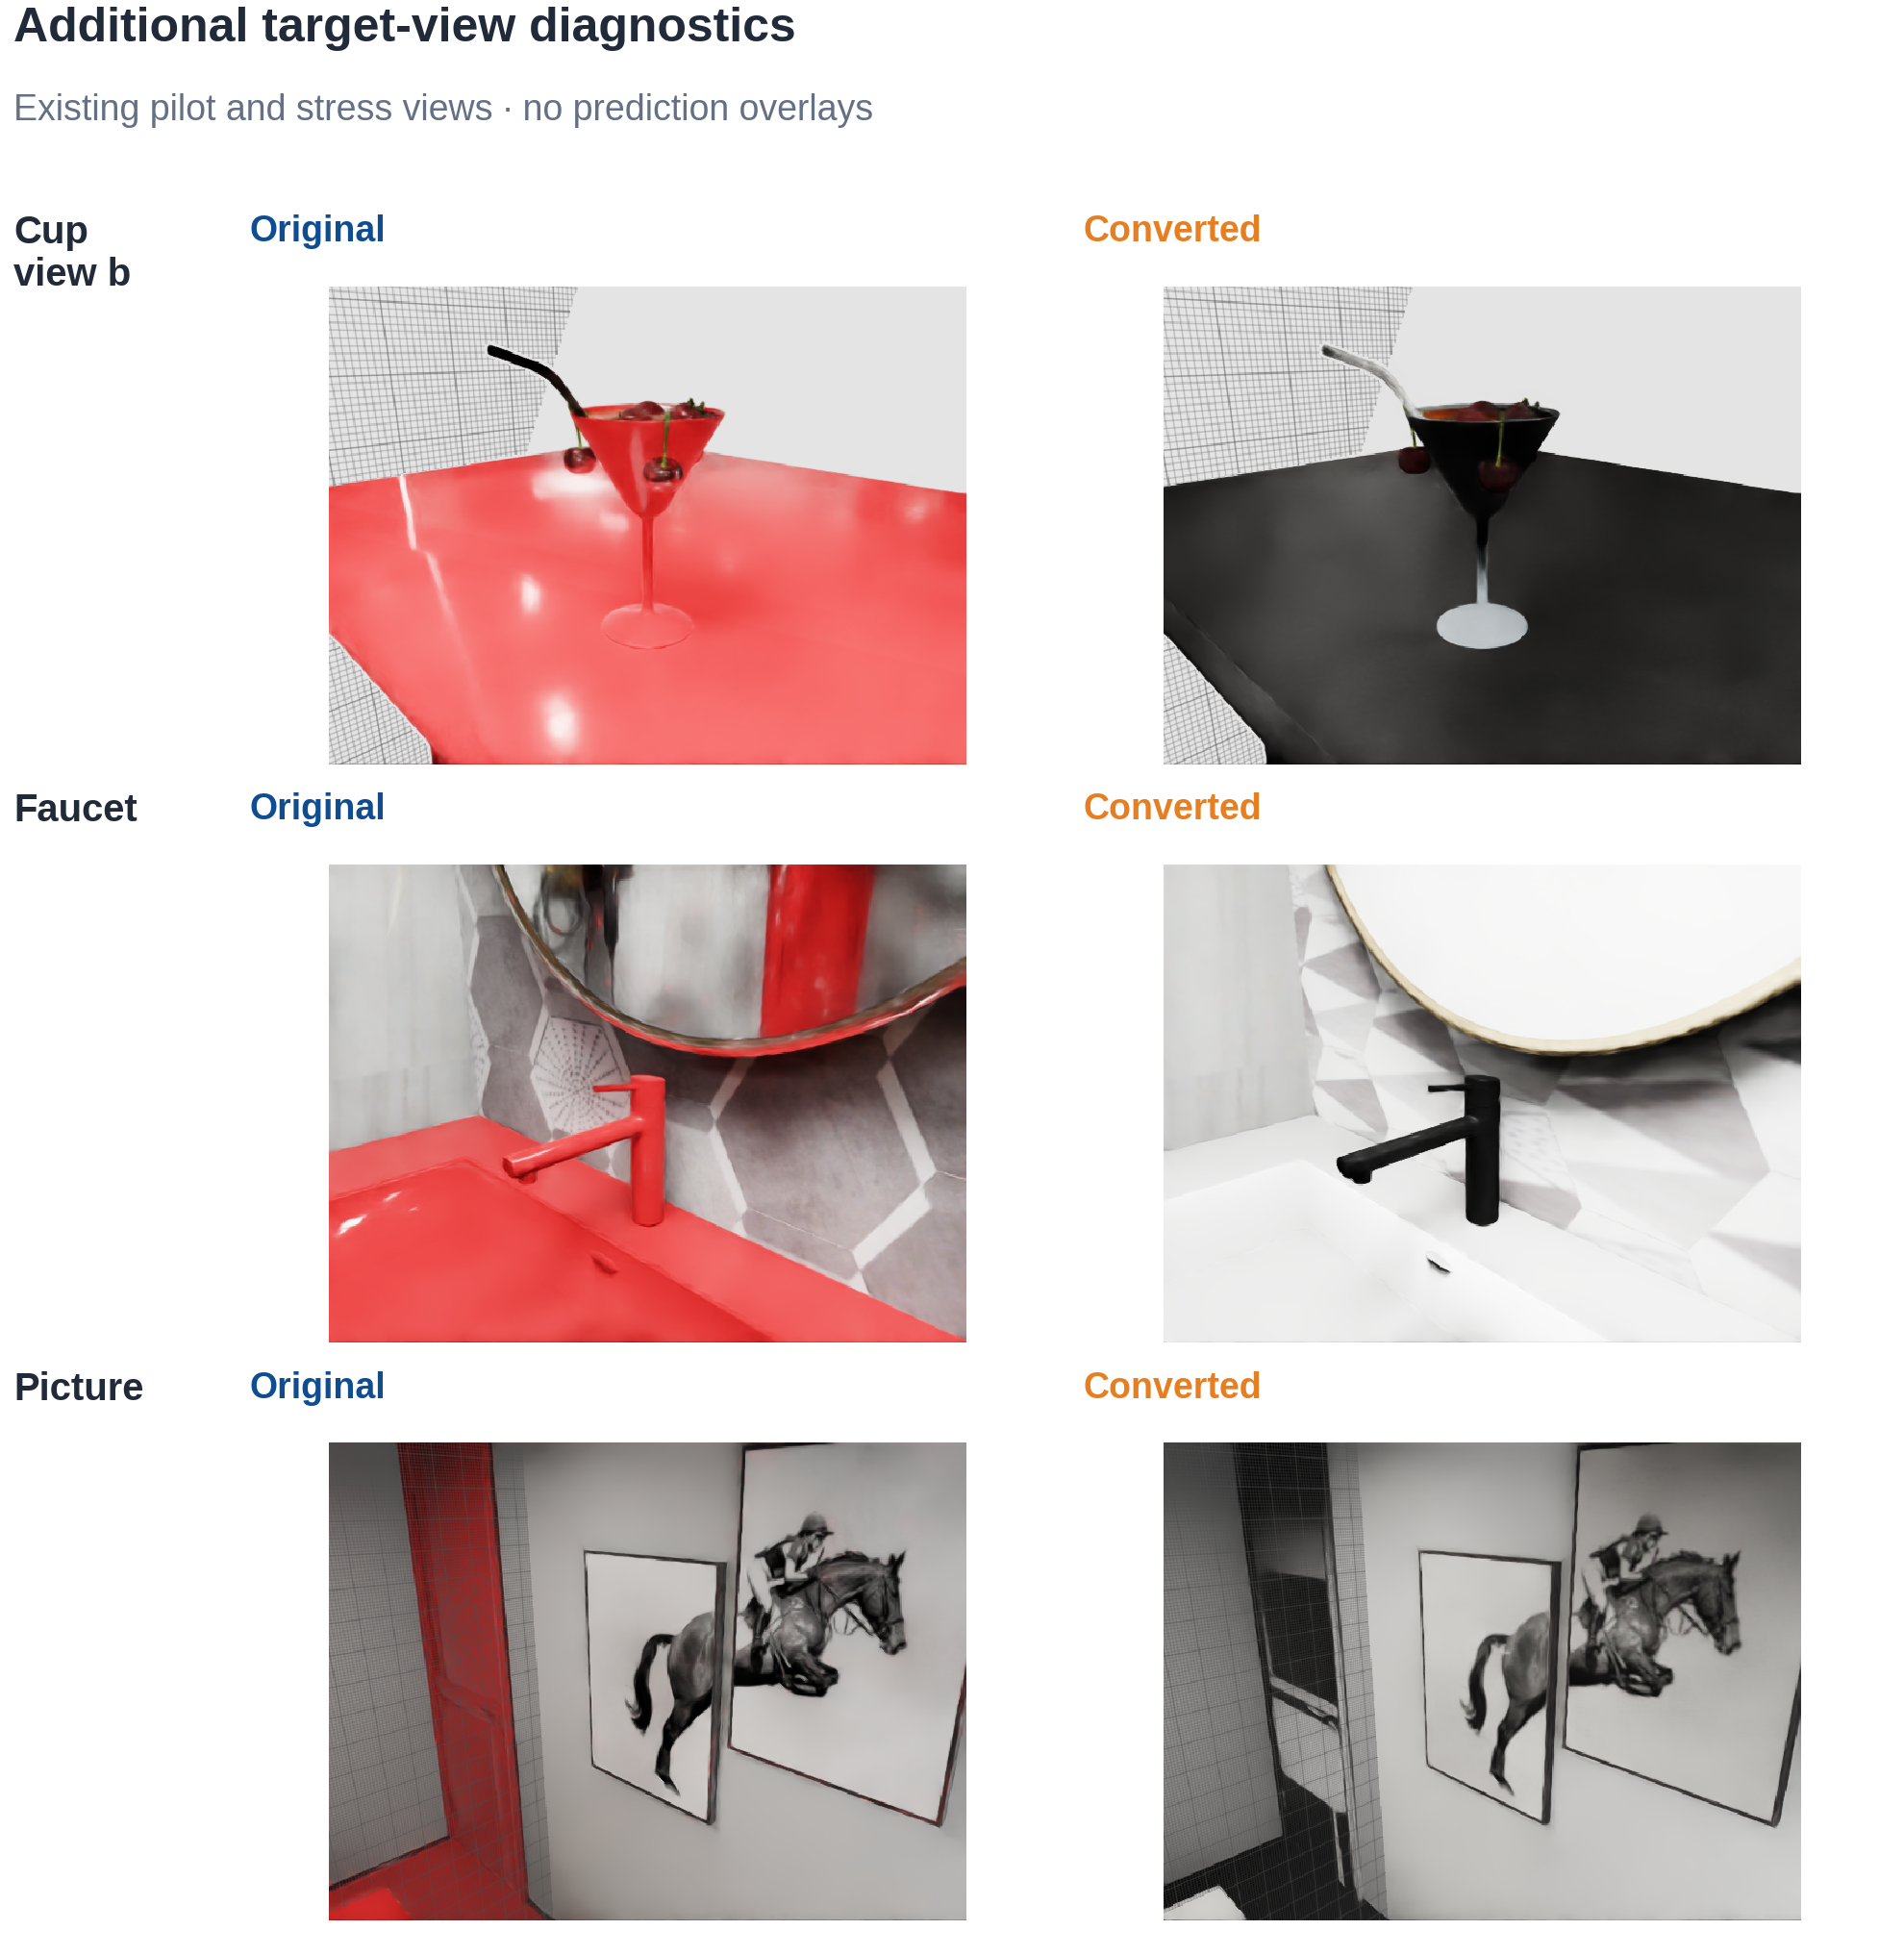 Additional target-view diagnostics
Existing pilot and stress views · no prediction overlays
Cup
view b
Original
Converted
Faucet
Original
Converted
Picture
Original
Converted